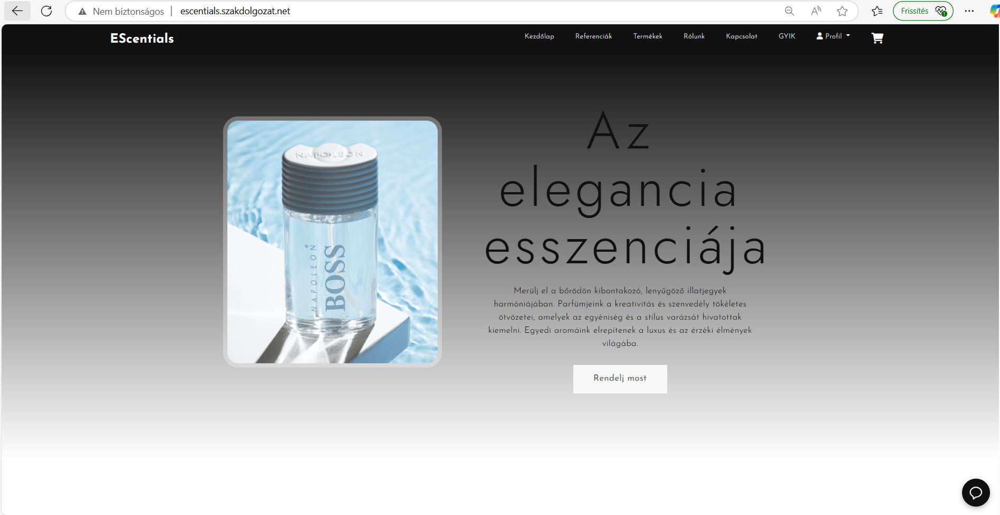 Nem biztonságos
escentials.szakdolgozat.net
Frissítés
EScentials
Kezdőlap
Referenciák
Termékek
Rólunk
Kapcsolat
GYIK
Profil
NAPOLEON
NAPOLEON®
BOSS
Az
elegancia
esszenciája
Merülj el a bőrödön kibontakozó, lenyűgöző illatjegyek
harmóniájában. Parfümjeink a kreativitás és szenvedély tökéletes
ötvözetei, amelyek az egyéniség és a stílus varázsát hivatottak
kiemelni. Egyedi aromáink elrepítenek a luxus és az érzéki élmények
világába.
Rendelj most